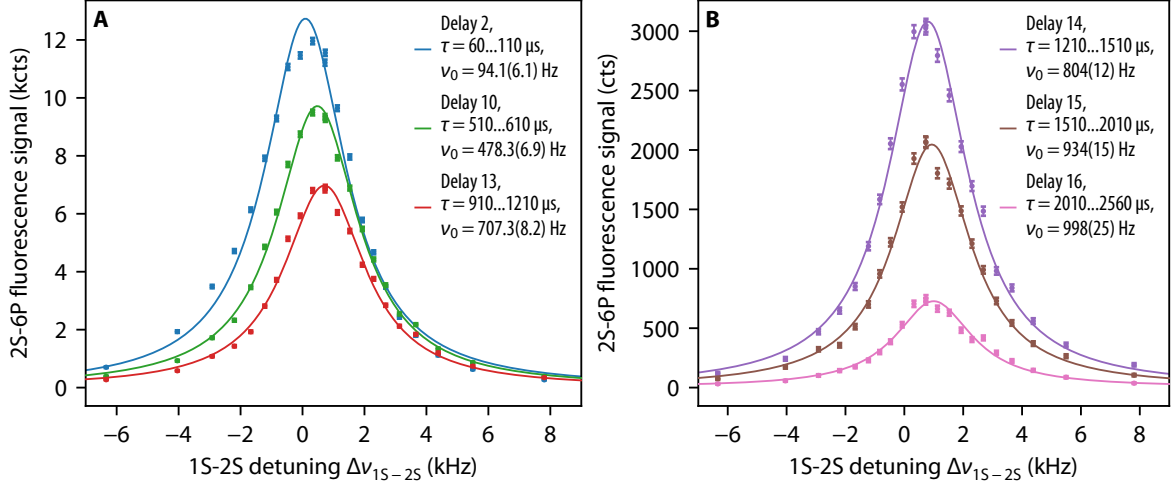 A
Delay 2,
τ = 60...110 µs,
ν₀ = 94.1(6.1) Hz
Delay 10,
τ = 510...610 µs,
ν₀ = 478.3(6.9) Hz
Delay 13,
τ = 910...1210 µs,
ν₀ = 707.3(8.2) Hz
2S-6P fluorescence signal (kcts)
12
10
8
6
4
2
0
−6 −4 −2 0 2 4 6 8
1S-2S detuning Δν₁S−₂S (kHz)
B
Delay 14,
τ = 1210...1510 µs,
ν₀ = 804(12) Hz
Delay 15,
τ = 1510...2010 µs,
ν₀ = 934(15) Hz
Delay 16,
τ = 2010...2560 µs,
ν₀ = 998(25) Hz
2S-6P fluorescence signal (cts)
3000
2500
2000
1500
1000
500
0
−6 −4 −2 0 2 4 6 8
1S-2S detuning Δν₁S−₂S (kHz)